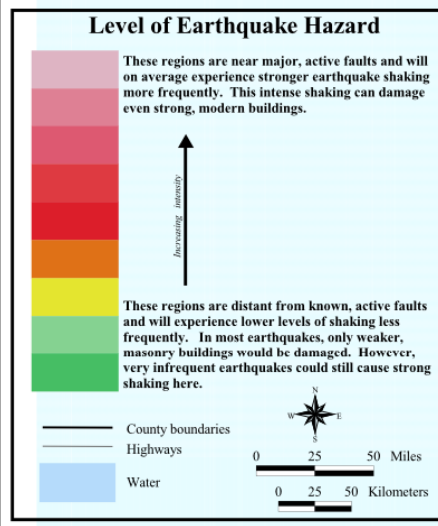 Level of Earthquake Hazard
These regions are near major, active faults and will
on average experience stronger earthquake shaking
more frequently. This intense shaking can damage
even strong, modern buildings.
Increasing intensity
These regions are distant from known, active faults
and will experience lower levels of shaking less
frequently. In most earthquakes, only weaker,
masonry buildings would be damaged. However,
very infrequent earthquakes could still cause strong
shaking here.
N
W E
S
County boundaries
Highways
Water
0 25 50 Miles
0 25 50 Kilometers